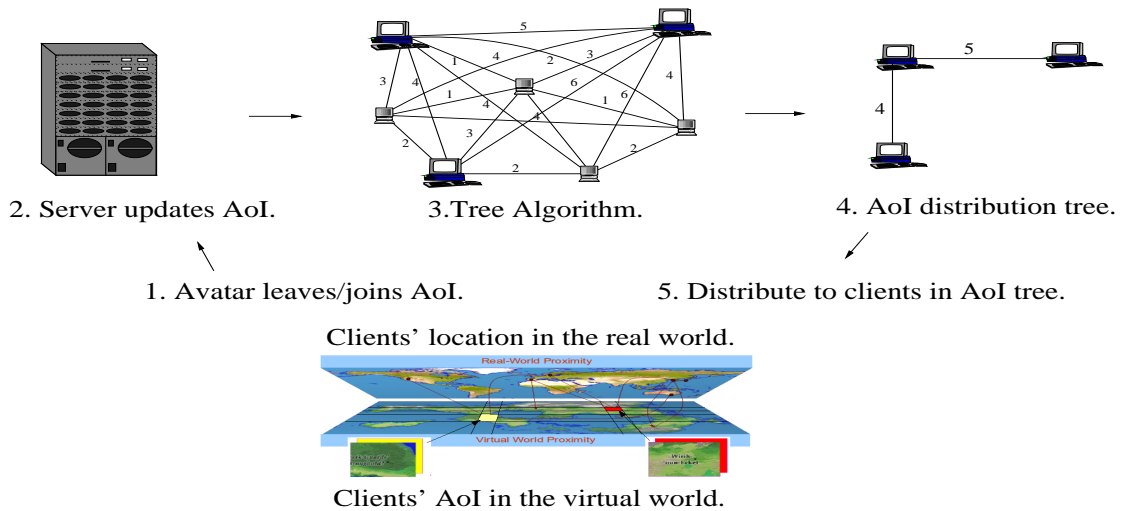 5
1
4
2
3
3
4
4
6
6
4
1
1
4
3
2
2
2
5
4
2. Server updates AoI.
3.Tree Algorithm.
4. AoI distribution tree.
1. Avatar leaves/joins AoI.
5. Distribute to clients in AoI tree.
Clients’ location in the real world.
Real-World Proximity
Virtual World Proximity
Clients’ AoI in the virtual world.